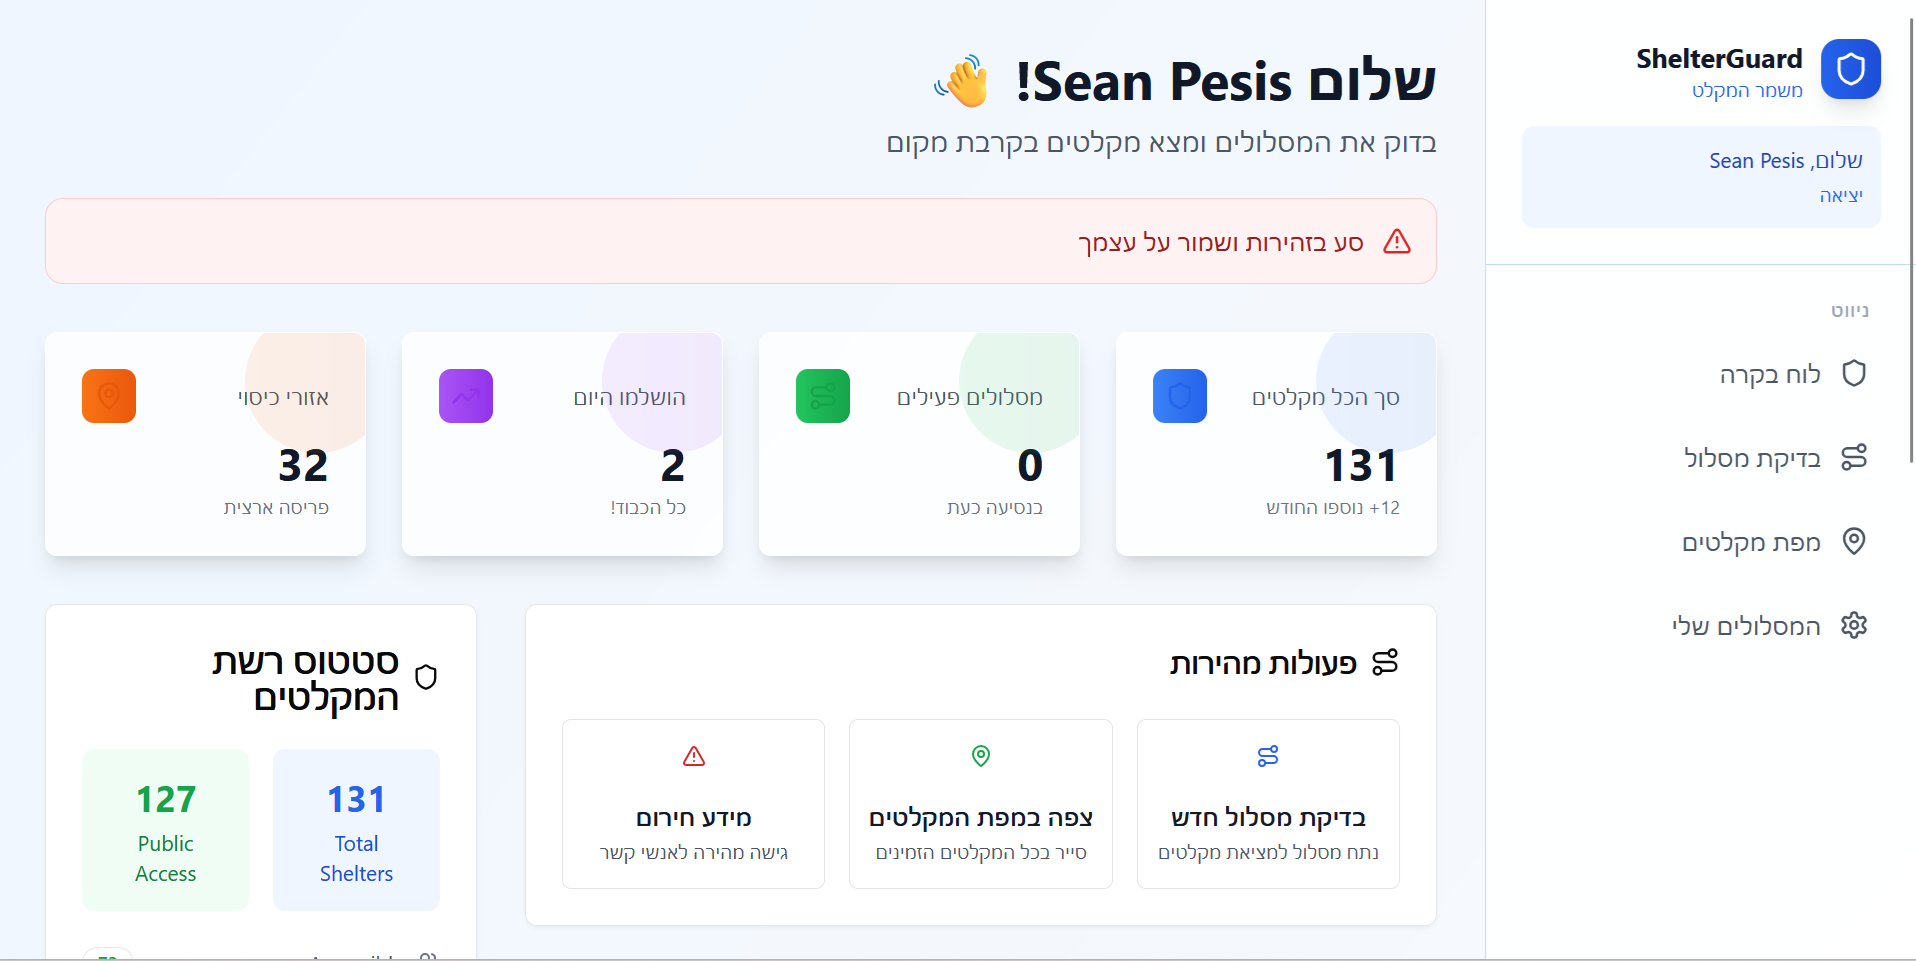 ShelterGuard
משמר המקלט
שלום, Sean Pesis
יציאה
ניווט
לוח בקרה
בדיקת מסלול
מפת מקלטים
המסלולים שלי
שלום Sean Pesis! 👋
בדוק את המסלולים ומצא מקלטים בקרבת מקום
סע בזהירות ושמור על עצמך
סך הכל מקלטים
131
12+ נוספו החודש
מסלולים פעילים
0
בנסיעה כעת
הושלמו היום
2
כל הכבוד!
אזורי כיסוי
32
פריסה ארצית
פעולות מהירות
בדיקת מסלול חדש
נתח מסלול למציאת מקלטים
צפה במפת המקלטים
סייר בכל המקלטים הזמינים
מידע חירום
גישה מהירה לאנשי קשר
סטטוס רשת
המקלטים
131
Total
Shelters
127
Public
Access